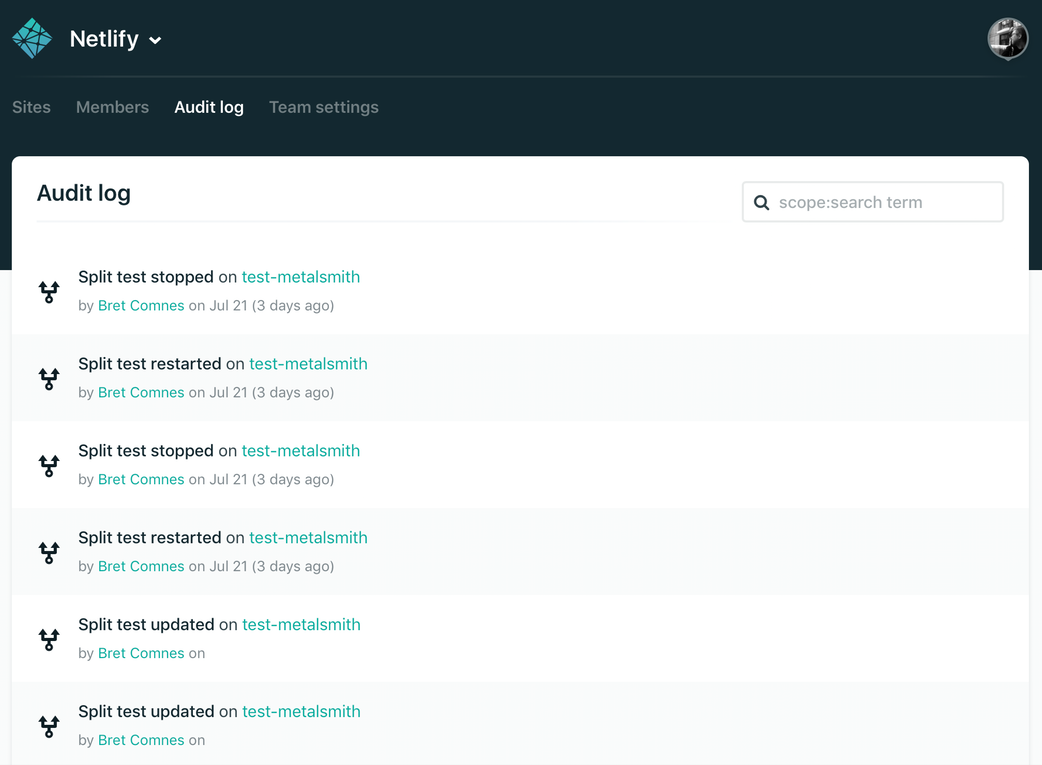 Netlify
Sites Members Audit log Team settings
Audit log
scope:search term
Split test stopped on test-metalsmith
by Bret Comnes on Jul 21 (3 days ago)
Split test restarted on test-metalsmith
by Bret Comnes on Jul 21 (3 days ago)
Split test stopped on test-metalsmith
by Bret Comnes on Jul 21 (3 days ago)
Split test restarted on test-metalsmith
by Bret Comnes on Jul 21 (3 days ago)
Split test updated on test-metalsmith
by Bret Comnes on
Split test updated on test-metalsmith
by Bret Comnes on